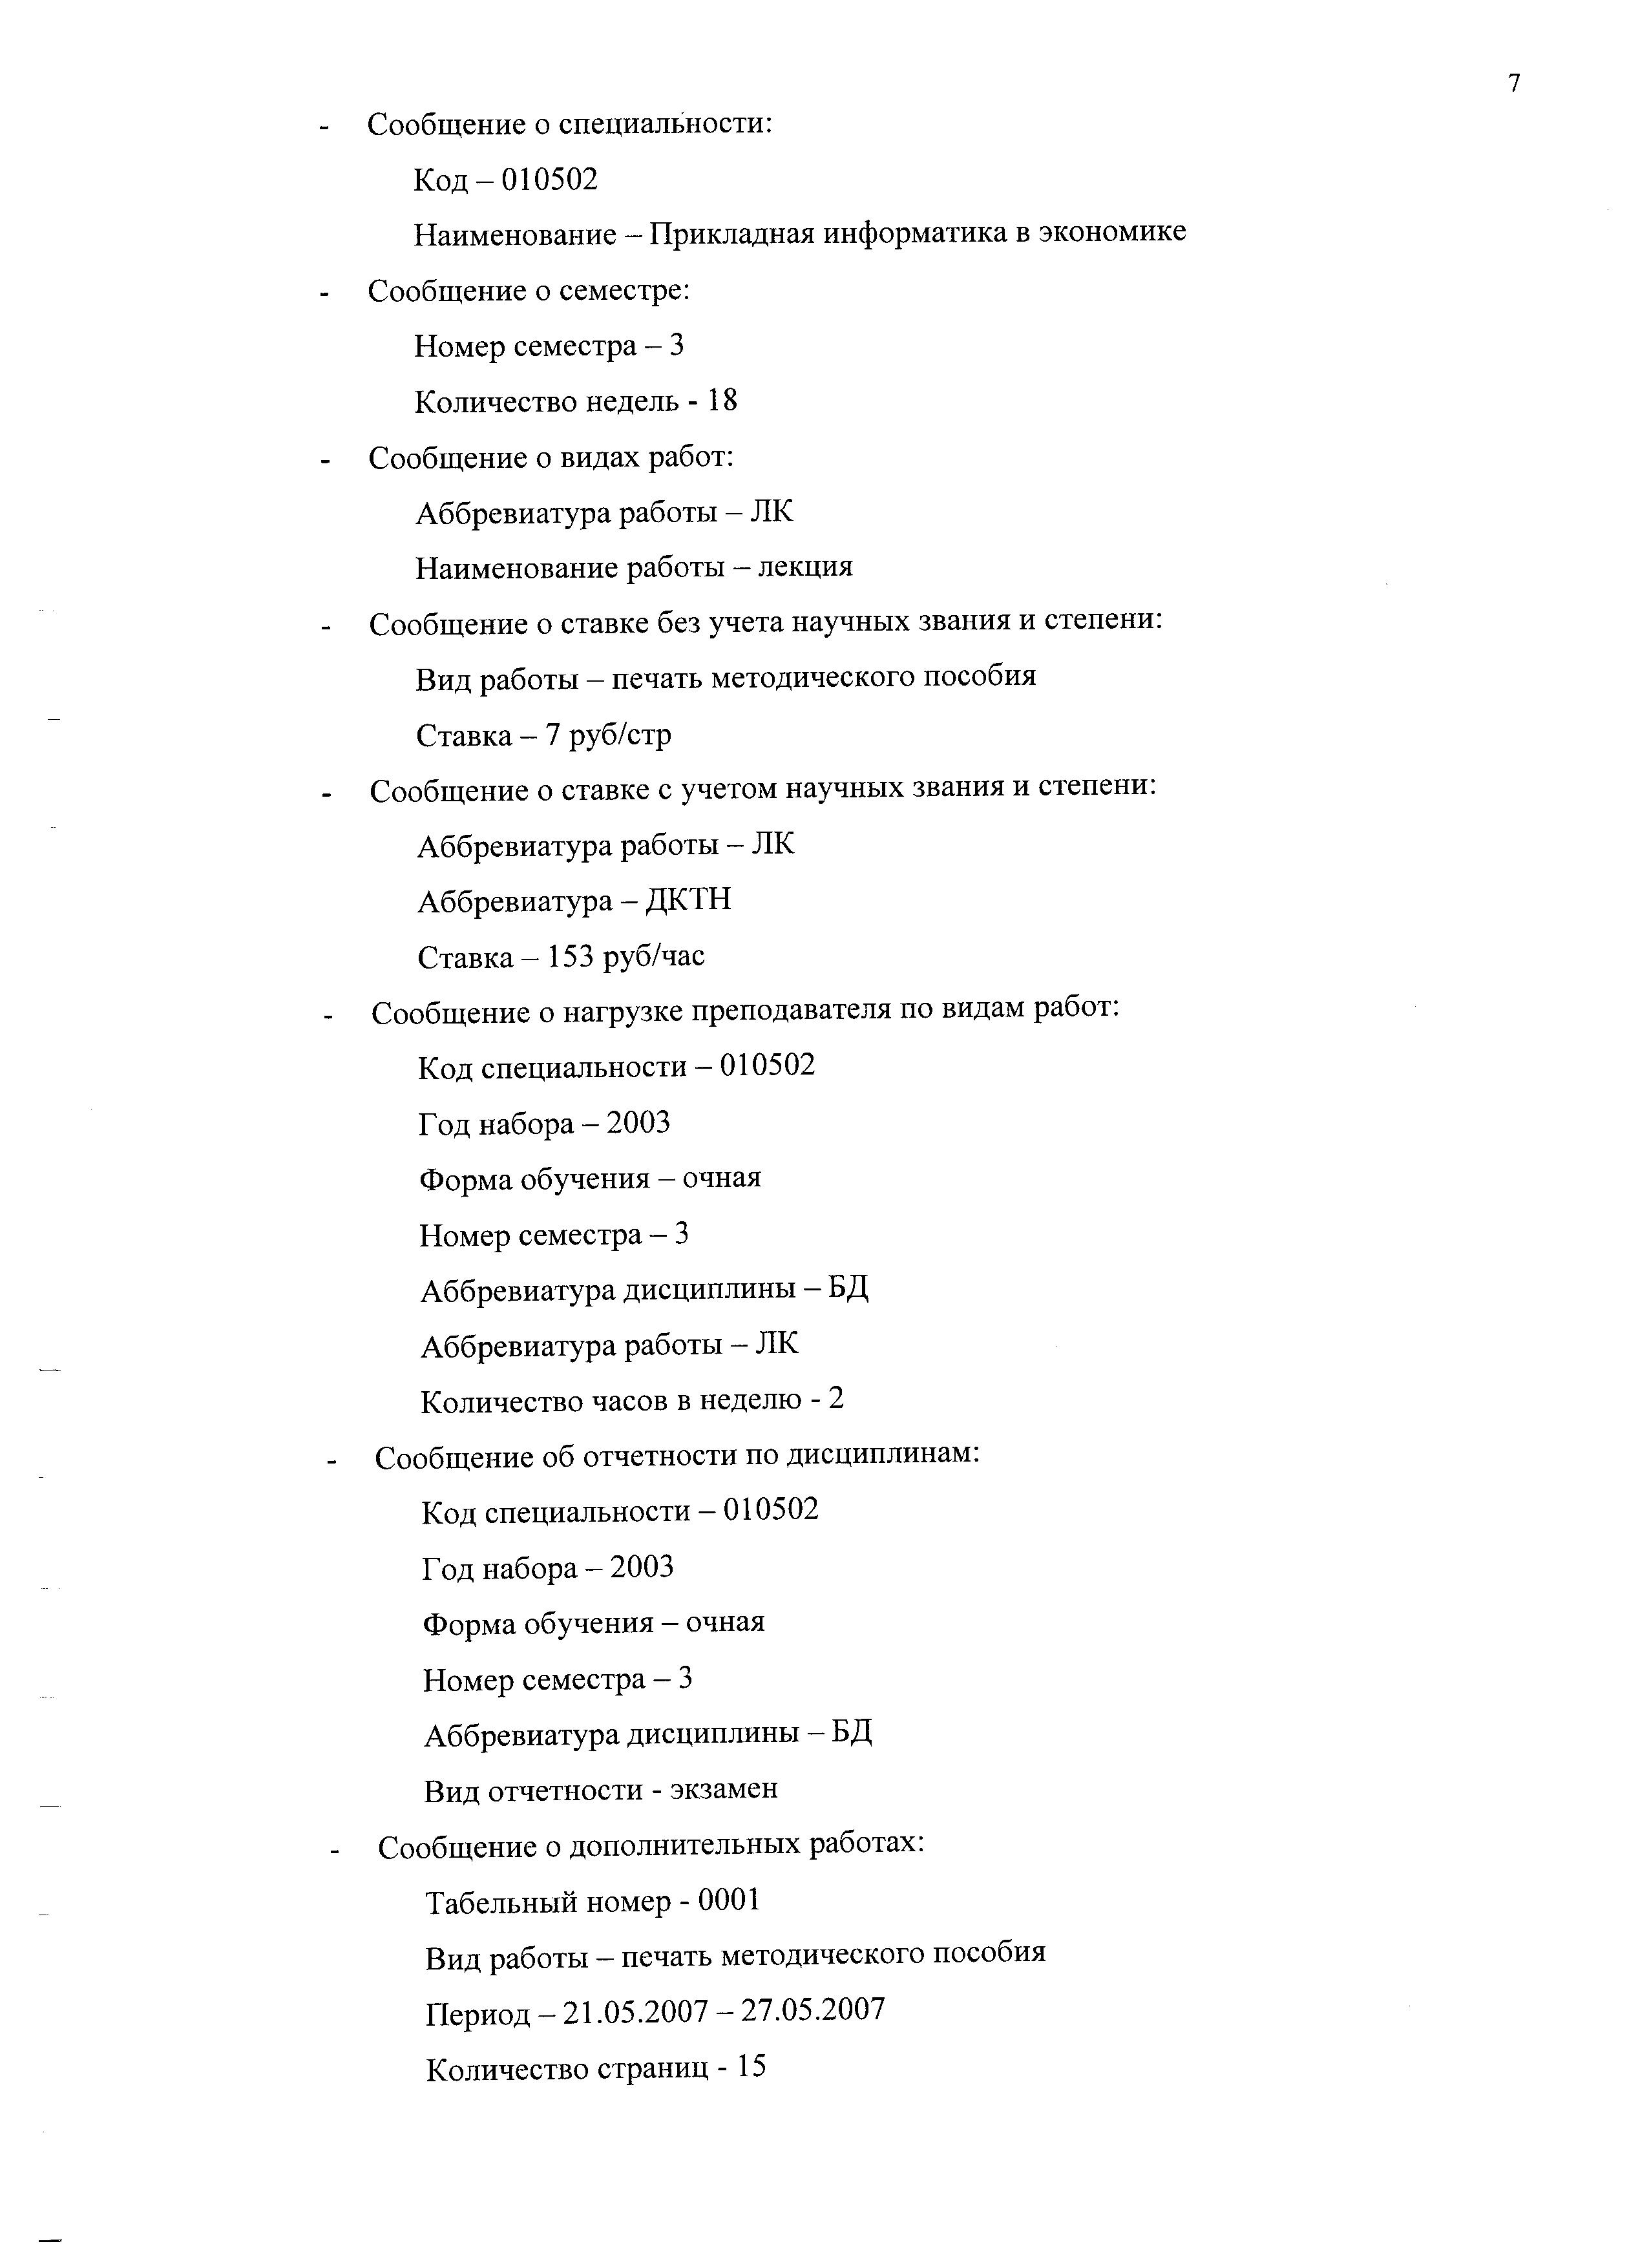 7
- Сообщение о специальности:
Код – 010502
Наименование – Прикладная информатика в экономике
- Сообщение о семестре:
Номер семестра – 3
Количество недель - 18
- Сообщение о видах работ:
Аббревиатура работы – ЛК
Наименование работы – лекция
- Сообщение о ставке без учета научных звания и степени:
Вид работы – печать методического пособия
Ставка – 7 руб/стр
- Сообщение о ставке с учетом научных звания и степени:
Аббревиатура работы – ЛК
Аббревиатура – ДКТН
Ставка – 153 руб/час
- Сообщение о нагрузке преподавателя по видам работ:
Код специальности – 010502
Год набора – 2003
Форма обучения – очная
Номер семестра – 3
Аббревиатура дисциплины – БД
Аббревиатура работы – ЛК
Количество часов в неделю - 2
- Сообщение об отчетности по дисциплинам:
Код специальности – 010502
Год набора – 2003
Форма обучения – очная
Номер семестра – 3
Аббревиатура дисциплины – БД
Вид отчетности - экзамен
- Сообщение о дополнительных работах:
Табельный номер - 0001
Вид работы – печать методического пособия
Период – 21.05.2007 – 27.05.2007
Количество страниц - 15